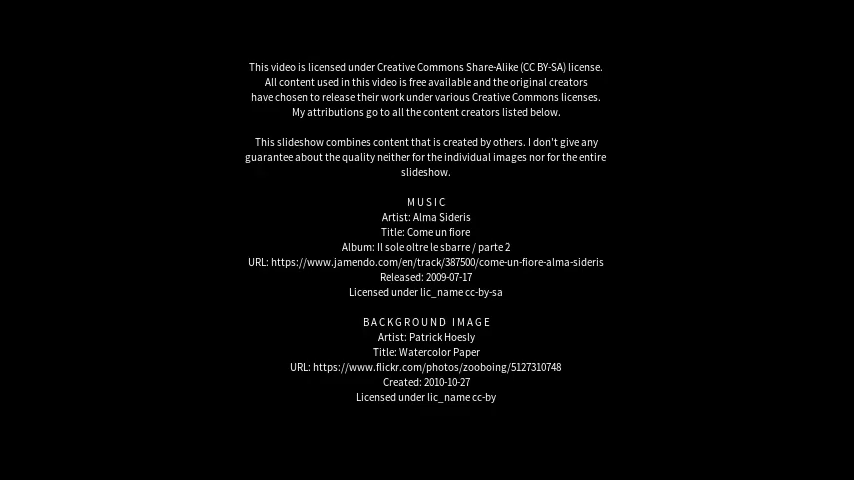 This video is licensed under Creative Commons Share-Alike (CC BY-SA) license.
All content used in this video is free available and the original creators
have chosen to release their work under various Creative Commons licenses.
My attributions go to all the content creators listed below.
This slideshow combines content that is created by others. I don't give any
guarantee about the quality neither for the individual images nor for the entire
slideshow.
MUSIC
Artist: Alma Sideris
Title: Come un fiore
Album: Il sole oltre le sbarre / parte 2
URL: https://www.jamendo.com/en/track/387500/come-un-fiore-alma-sideris
Released: 2009-07-17
Licensed under lic_name cc-by-sa
BACKGROUND IMAGE
Artist: Patrick Hoesly
Title: Watercolor Paper
URL: https://www.flickr.com/photos/zooboing/5127310748
Created: 2010-10-27
Licensed under lic_name cc-by